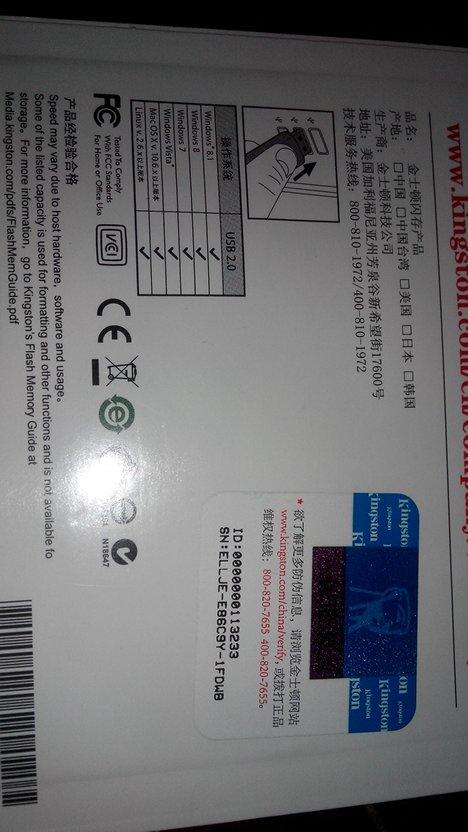 www.kingston.com/cn/company
品名: 金士顿闪存产品
产地: □中国 □中国台湾 □美国 □日本 □韩国
生产商: 金士顿科技公司
地址: 美国加利福尼亚州芳泉谷新希望街17600号
技术服务热线: 800-810-1972/400-810-1972
操作系统 USB 2.0
Windows® 8.1 ✓
Windows® 8 ✓
Windows® 7 ✓
Windows Vista® ✓
Mac OS X v. 10.6.x 以上版本 ✓
Linux v. 2.6.x 以上版本 ✓
FC Tested To Comply
With FCC Standards
For Home or Office Use
VCI
CE
e
N18647
产品经检验合格
Speed may vary due to host hardware, software and usage。
Some of the listed capacity is used for formatting and other functions and is not available fo
storage。For more information, go to Kingston's Flash Memory Guide at
Media.kingston.com/pdfs/FlashMemGuide.pdf
Kingston
Kingston
Kingston
Kingston
*欲了解更多防伪信息, 请浏览金士顿网站
www.kingston.com/china/verify, 或拨打正品
维权热线: 800-820-7655 400-820-7655。
ID:0000000113233
SN:ELLJE-E86C9Y-1FDWB